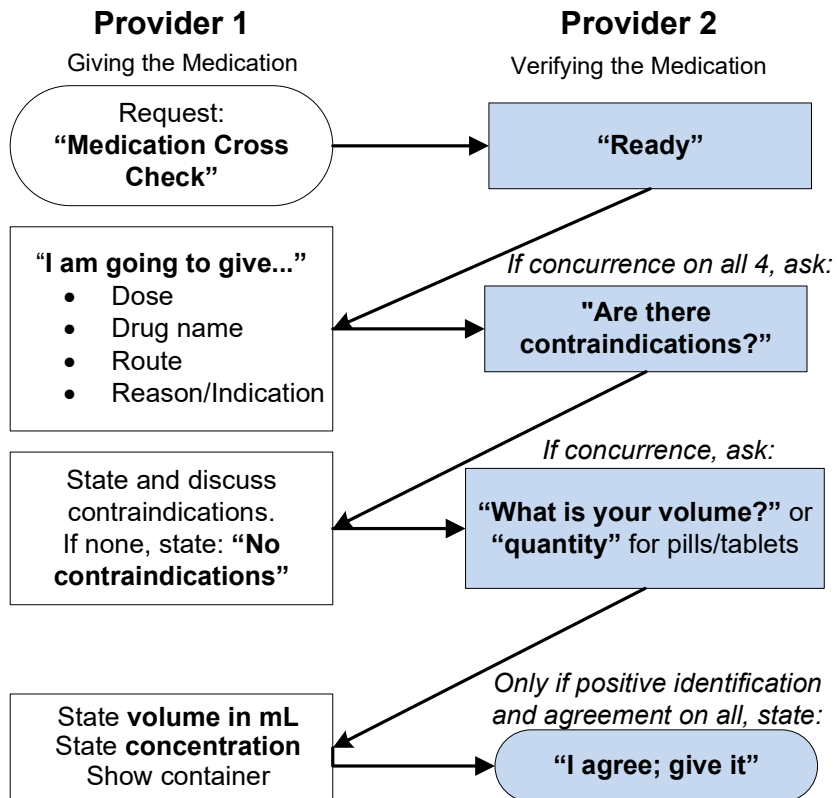 Provider 1
Giving the Medication
Provider 2
Verifying the Medication
Request:
“Medication Cross
Check”
“Ready”
“I am going to give...”
• Dose
• Drug name
• Route
• Reason/Indication
If concurrence on all 4, ask:
"Are there
contraindications?”
State and discuss
contraindications.
If none, state: “No
contraindications”
If concurrence, ask:
“What is your volume?” or
“quantity” for pills/tablets
State volume in mL
State concentration
Show container
Only if positive identification
and agreement on all, state:
“I agree; give it”